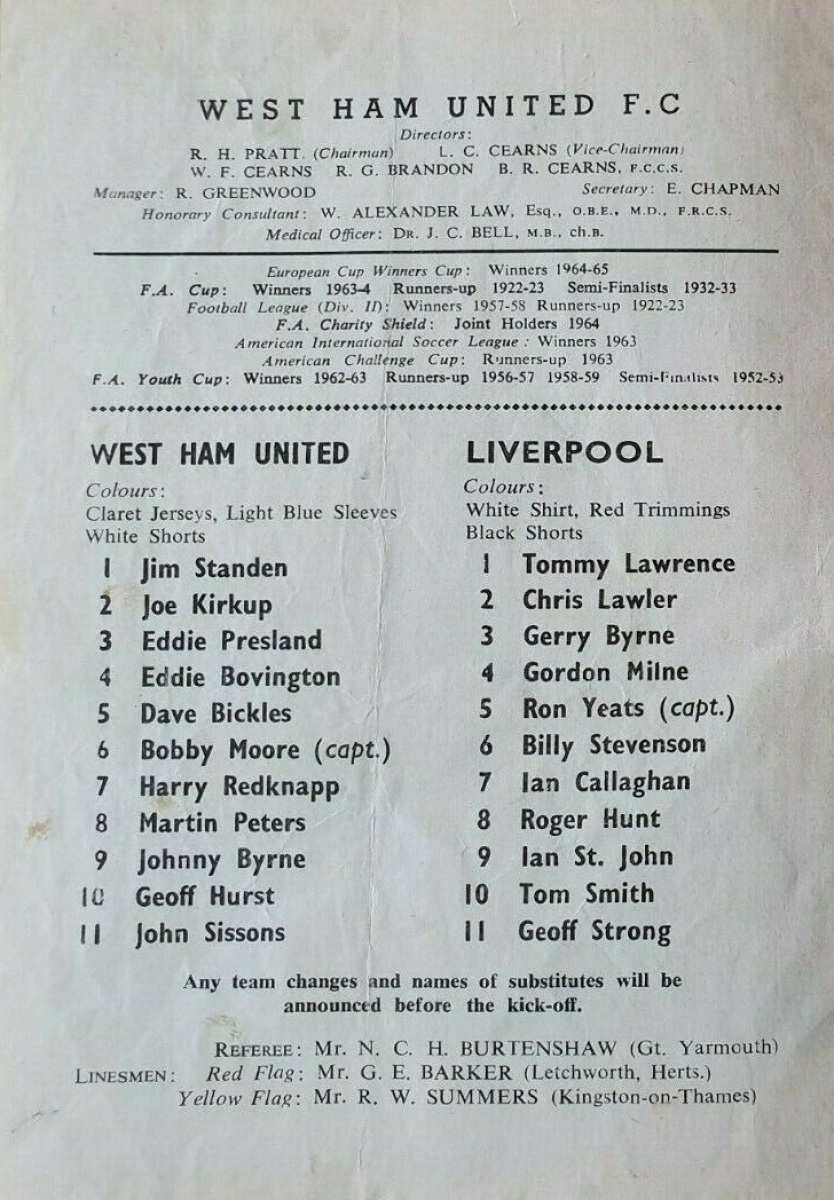 WEST HAM UNITED F.C
Directors:
R. H. PRATT. (Chairman) L. C. CEARNS (Vice-Chairman)
W. F. CEARNS R. G. BRANDON B. R. CEARNS, F.C.C.S.
Manager: R. GREENWOOD Secretary: E. CHAPMAN
Honorary Consultant: W. ALEXANDER LAW, Esq., O.B.E., M.D., F.R.C.S.
Medical Officer: DR. J. C. BELL, M.B., ch.B.
European Cup Winners Cup: Winners 1964-65
F.A. Cup: Winners 1963-4 Runners-up 1922-23 Semi-Finalists 1932-33
Football League (Div. II): Winners 1957-58 Runners-up 1922-23
F.A. Charity Shield: Joint Holders 1964
American International Soccer League: Winners 1963
American Challenge Cup: Runners-up 1963
F.A. Youth Cup: Winners 1962-63 Runners-up 1956-57 1958-59 Semi-Finalists 1952-53
WEST HAM UNITED
Colours:
Claret Jerseys, Light Blue Sleeves
White Shorts
1 Jim Standen
2 Joe Kirkup
3 Eddie Presland
4 Eddie Bovington
5 Dave Bickles
6 Bobby Moore (capt.)
7 Harry Redknapp
8 Martin Peters
9 Johnny Byrne
10 Geoff Hurst
11 John Sissons
LIVERPOOL
Colours:
White Shirt, Red Trimmings
Black Shorts
1 Tommy Lawrence
2 Chris Lawler
3 Gerry Byrne
4 Gordon Milne
5 Ron Yeats (capt.)
6 Billy Stevenson
7 Ian Callaghan
8 Roger Hunt
9 Ian St. John
10 Tom Smith
11 Geoff Strong
Any team changes and names of substitutes will be
announced before the kick-off.
REFEREE: Mr. N. C. H. BURTENSHAW (Gt. Yarmouth)
LINESMEN: Red Flag: Mr. G. E. BARKER (Letchworth, Herts.)
Yellow Flag: Mr. R. W. SUMMERS (Kingston-on-Thames)